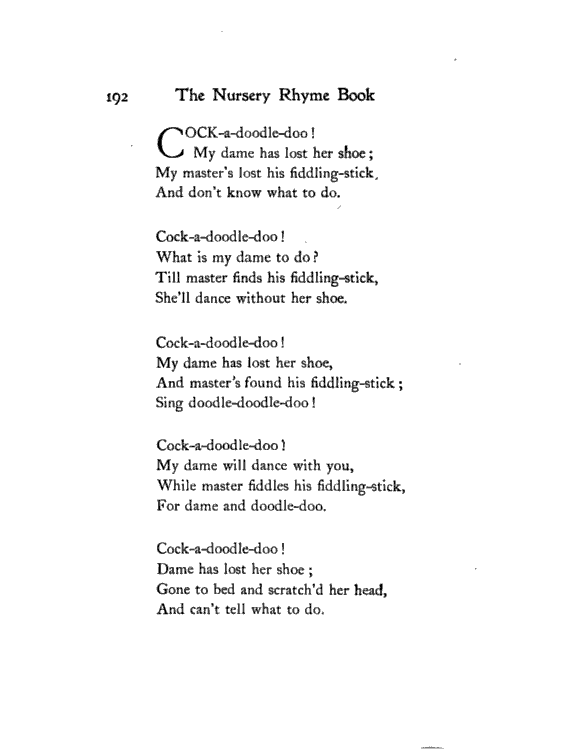 192 The Nursery Rhyme Book
COCK-a-doodle-doo!
My dame has lost her shoe;
My master's lost his fiddling-stick,
And don't know what to do.
Cock-a-doodle-doo!
What is my dame to do?
Till master finds his fiddling-stick,
She'll dance without her shoe.
Cock-a-doodle-doo!
My dame has lost her shoe,
And master's found his fiddling-stick;
Sing doodle-doodle-doo!
Cock-a-doodle-doo!
My dame will dance with you,
While master fiddles his fiddling-stick,
For dame and doodle-doo.
Cock-a-doodle-doo!
Dame has lost her shoe;
Gone to bed and scratch'd her head,
And can't tell what to do.